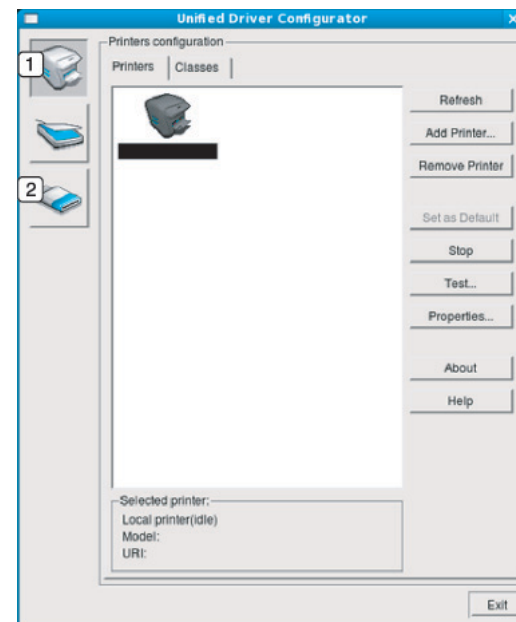 Unified Driver Configurator
1
2
Printers configuration
Printers
Classes
Refresh
Add Printer...
Remove Printer
Set as Default
Stop
Test...
Properties...
About
Help
Selected printer:
Local printer(idle)
Model:
URI:
Exit